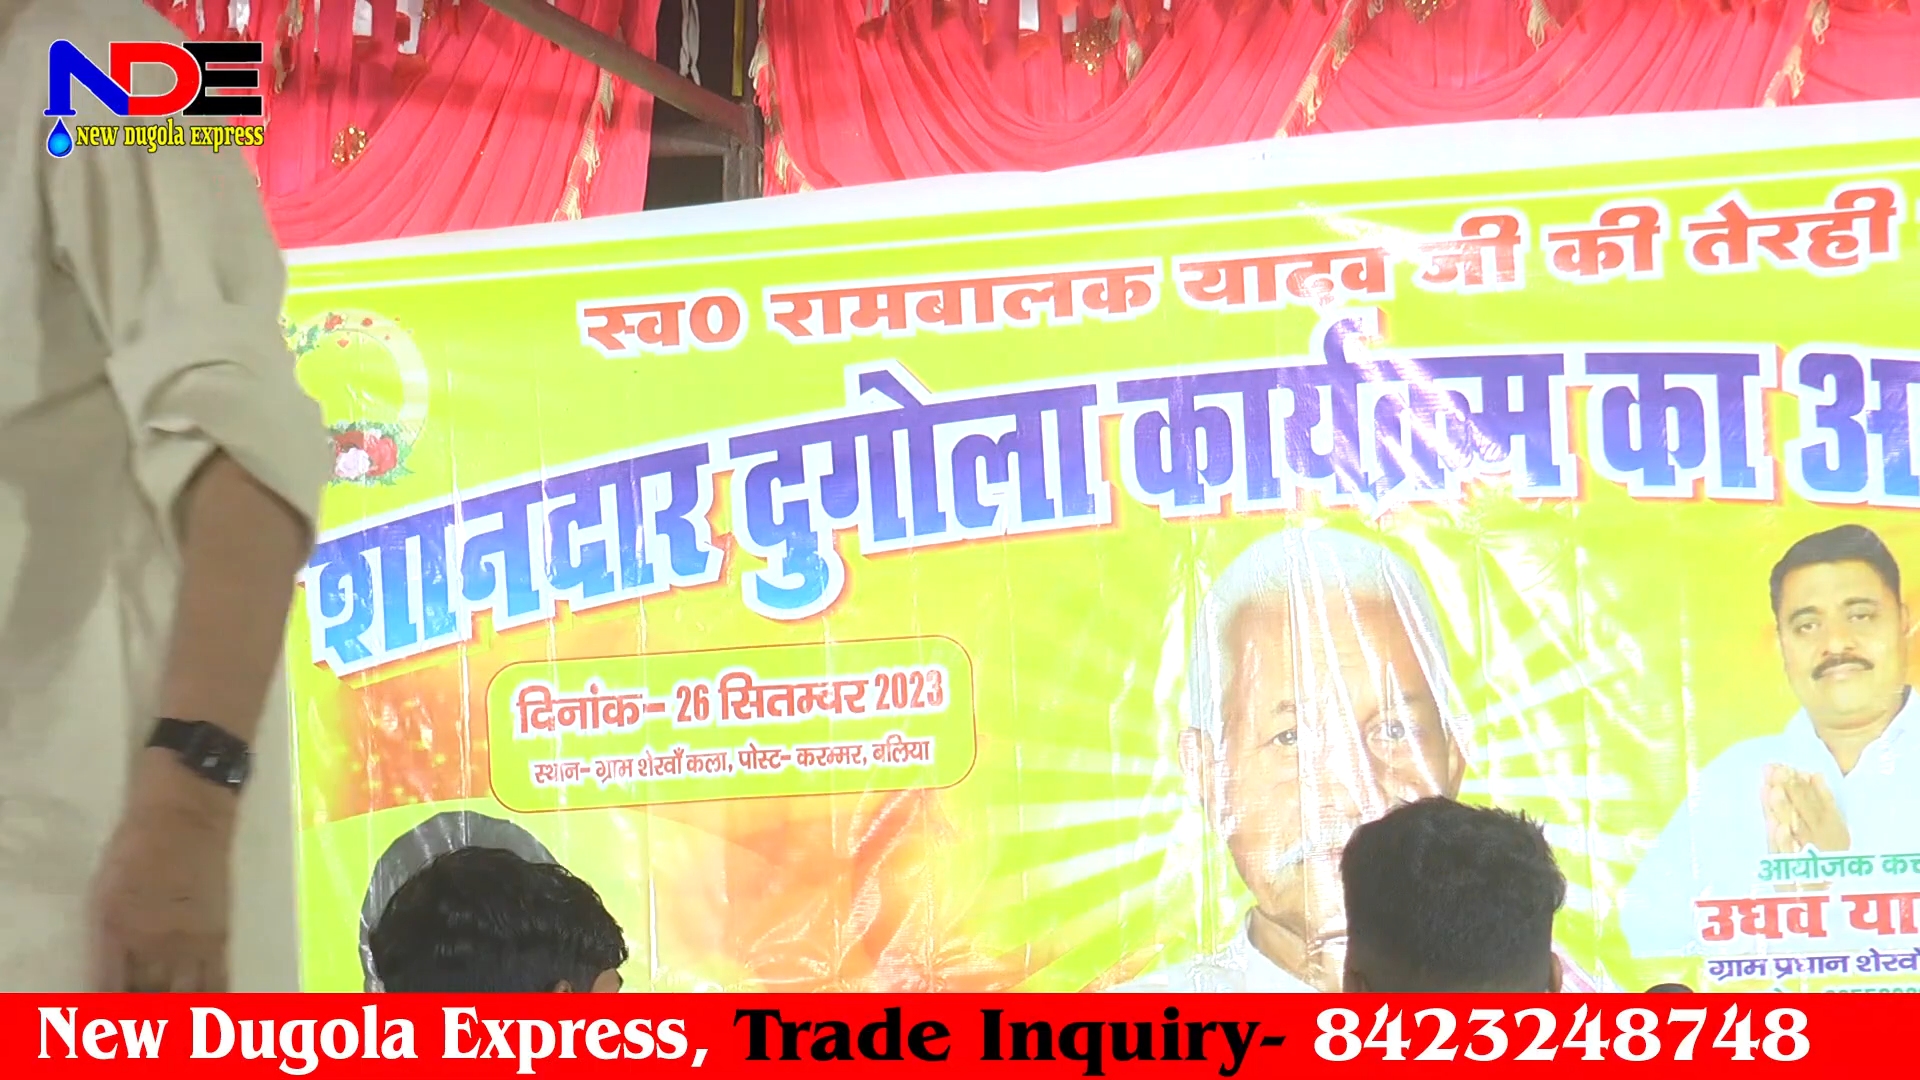 NDE
New Dugola Express
स्व0 रामबालक यादव जी की तेरही
शानदार दुगोला कार्यक्रम का
दिनांक- 26 सितम्बर 2023
स्थान- ग्राम शेरवाँ कला, पोस्ट- करम्मर, बलिया
आयोजक
उधव
ग्राम प्रधान
New Dugola Express, Trade Inquiry- 8423248748